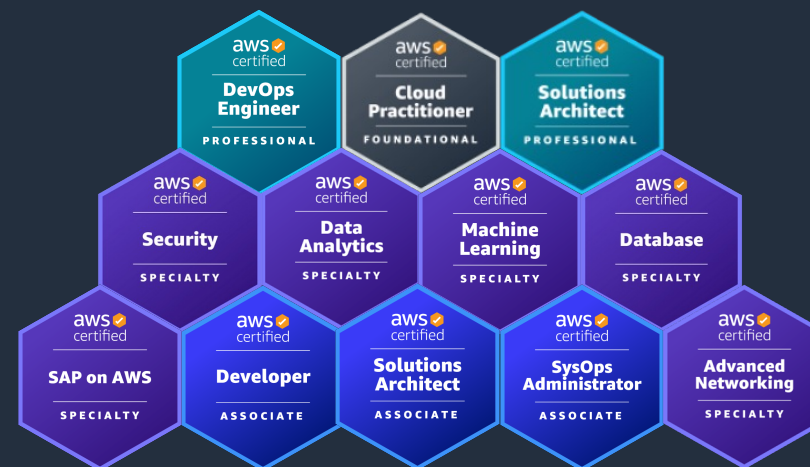 aws
certified
DevOps
Engineer
PROFESSIONAL
aws
certified
Cloud
Practitioner
FOUNDATIONAL
aws
certified
Solutions
Architect
PROFESSIONAL
aws
certified
Security
SPECIALTY
aws
certified
Data
Analytics
SPECIALTY
aws
certified
Machine
Learning
SPECIALTY
aws
certified
Database
SPECIALTY
aws
certified
SAP on AWS
SPECIALTY
aws
certified
Developer
ASSOCIATE
aws
certified
Solutions
Architect
ASSOCIATE
aws
certified
SysOps
Administrator
ASSOCIATE
aws
certified
Advanced
Networking
SPECIALTY